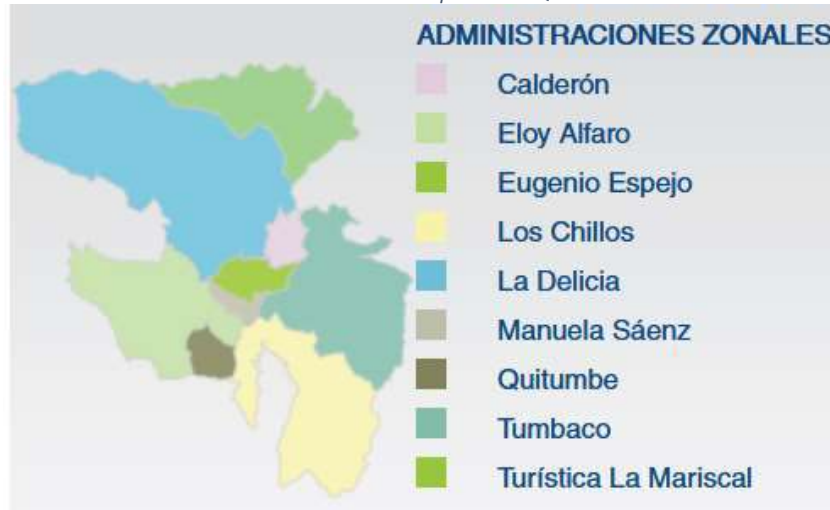 ADMINISTRACIONES ZONALES
Calderón
Eloy Alfaro
Eugenio Espejo
Los Chillos
La Delicia
Manuela Sáenz
Quitumbe
Tumbaco
Turística La Mariscal